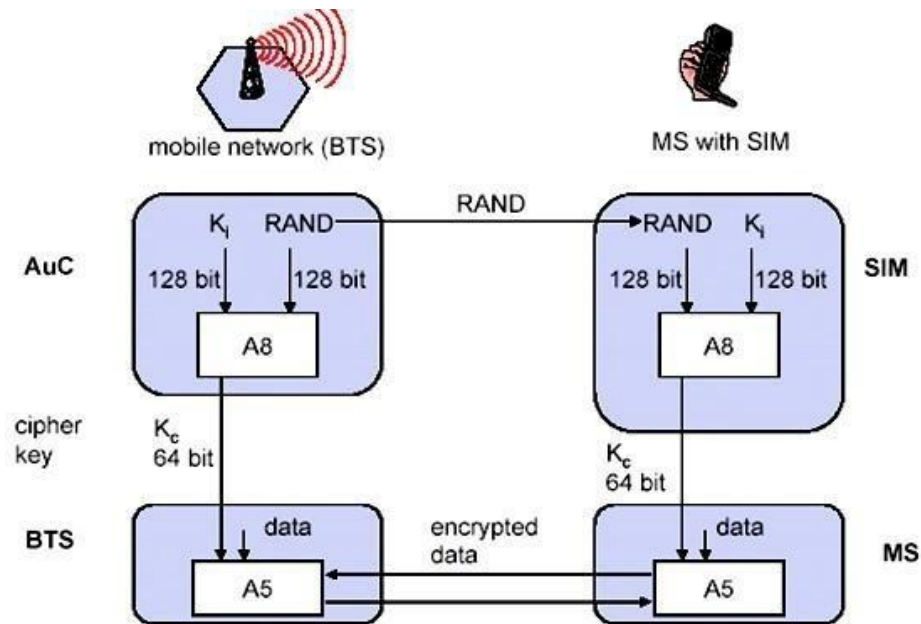 mobile network (BTS)
MS with SIM
RAND
AuC
Ki
RAND
128 bit
128 bit
A8
RAND
Ki
128 bit
128 bit
A8
SIM
cipher
key
Kc
64 bit
Kc
64 bit
BTS
data
A5
encrypted
data
data
A5
MS